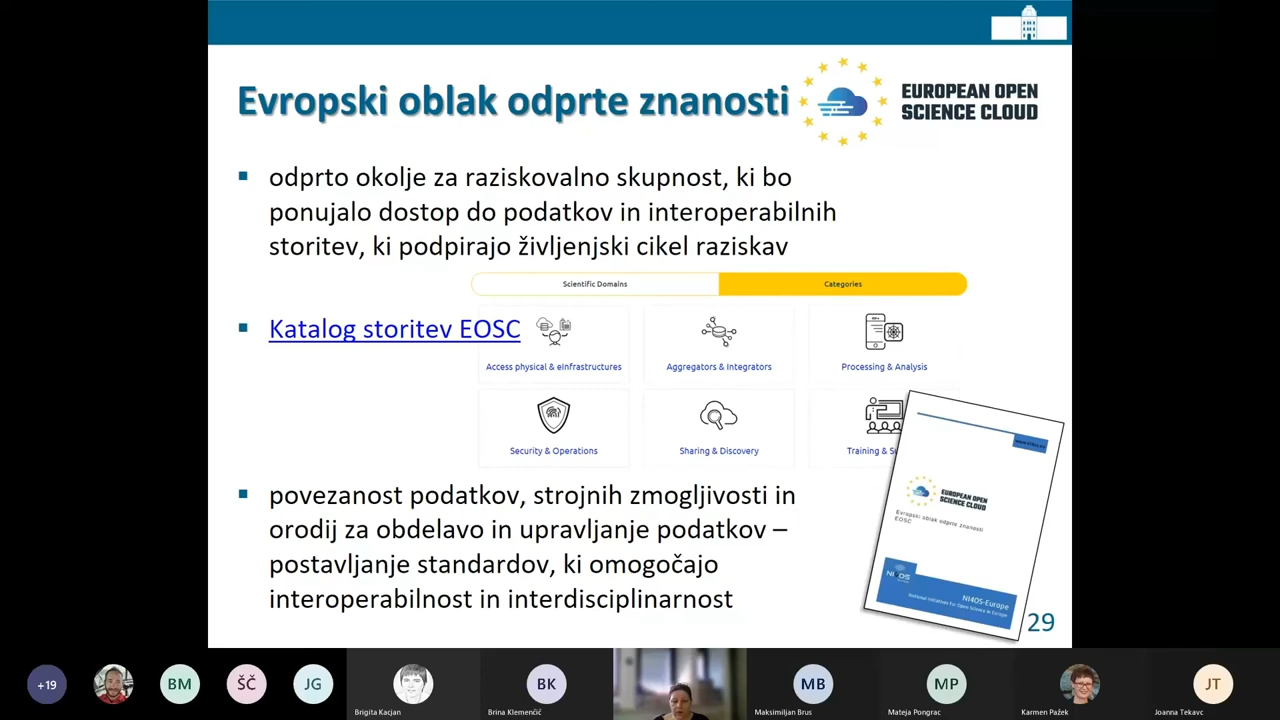 Evropski oblak odprte znanosti
EUROPEAN OPEN
SCIENCE CLOUD
odprto okolje za raziskovalno skupnost, ki bo
ponujalo dostop do podatkov in interoperabilnih
storitev, ki podpirajo življenjski cikel raziskav
Scientific Domains
Categories
Katalog storitev EOSC
Access physical & eInfrastructures
Aggregators & Integrators
Processing & Analysis
Security & Operations
Sharing & Discovery
Training & S
EUROPEAN OPEN
SCIENCE CLOUD
Evropski oblak odprte znanosti
EOSC
NI4OS
NI4OS-Europe
National Initiatives for Open Science in Europe
povezanost podatkov, strojnih zmogljivosti in
orodij za obdelavo in upravljanje podatkov –
postavljanje standardov, ki omogočajo
interoperabilnost in interdisciplinarnost
29
+19
BM
ŠČ
JG
Brigita Kacjan
BK
Brina Klemenčič
MB
Maksimiljan Brus
MP
Mateja Pongrac
Karmen Pažek
JT
Joanna Tekavc